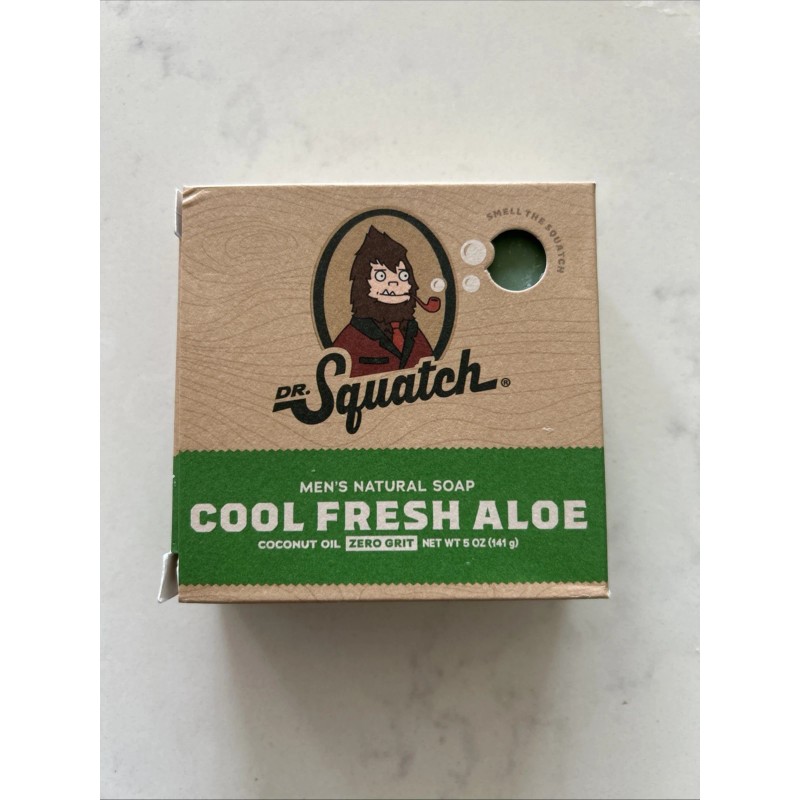 SMELL THE SQUATCH
DR. Squatch®
MEN'S NATURAL SOAP
COOL FRESH ALOE
COCONUT OIL ZERO GRIT NET WT 5 OZ (141 g)